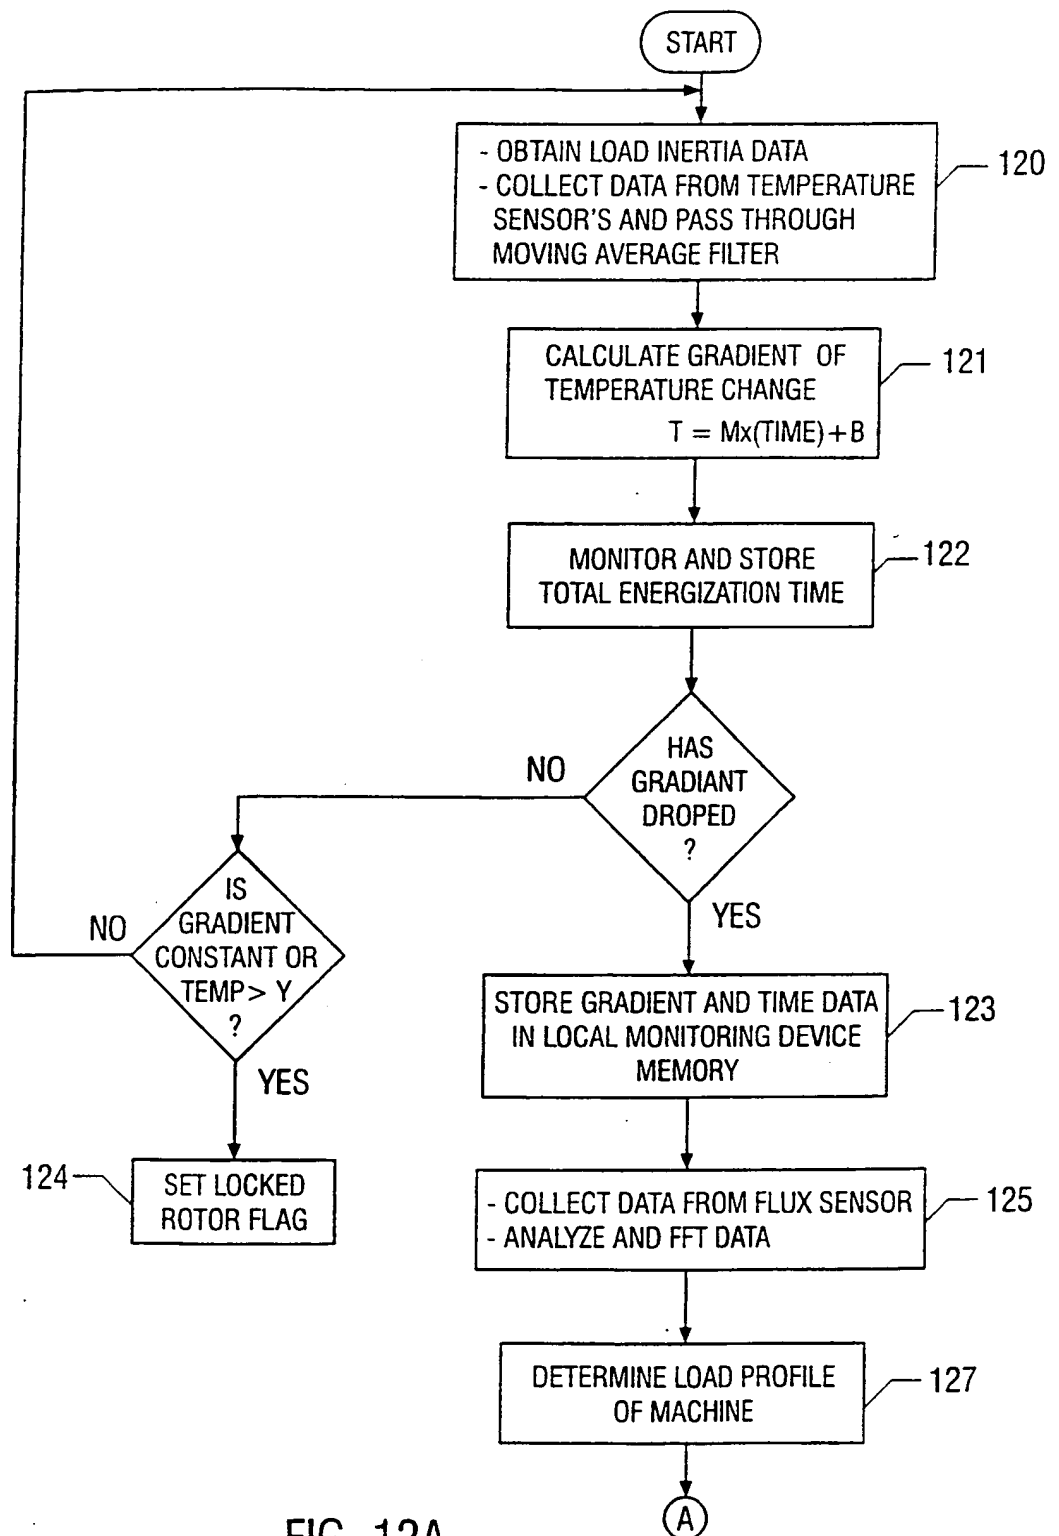 START
- OBTAIN LOAD INERTIA DATA
- COLLECT DATA FROM TEMPERATURE
SENSOR'S AND PASS THROUGH
MOVING AVERAGE FILTER
120
CALCULATE GRADIENT OF
TEMPERATURE CHANGE
T = Mx(TIME)+B
121
MONITOR AND STORE
TOTAL ENERGIZATION TIME
122
HAS
GRADIANT
DROPED
?
NO
YES
IS
GRADIENT
CONSTANT OR
TEMP> Y
?
NO
YES
124
SET LOCKED
ROTOR FLAG
STORE GRADIENT AND TIME DATA
IN LOCAL MONITORING DEVICE
MEMORY
123
- COLLECT DATA FROM FLUX SENSOR
- ANALYZE AND FFT DATA
125
DETERMINE LOAD PROFILE
OF MACHINE
127
A
FIG. 12A